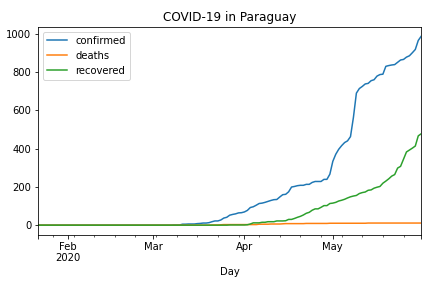 COVID-19 in Paraguay
confirmed
deaths
recovered
1000
800
600
400
200
0
Feb
2020
Mar
Apr
May
Day